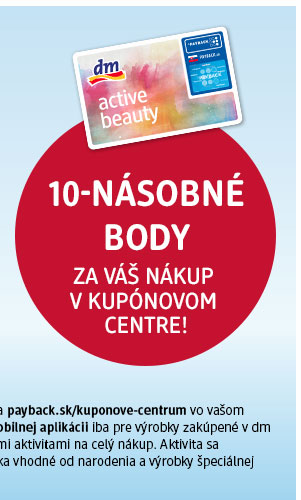 dm
PAYBACK
PAYBACK
PAYBACK
active
beauty
10-NÁSOBNÉ
BODY
ZA VÁŠ NÁKUP
V KUPÓNOVOM
CENTRE!
a payback.sk/kuponove-centrum vo vašom
obilnej aplikácii iba pre výrobky zakúpené v dm
mi aktivitami na celý nákup. Aktivita sa
ka vhodné od narodenia a výrobky špeciálnej